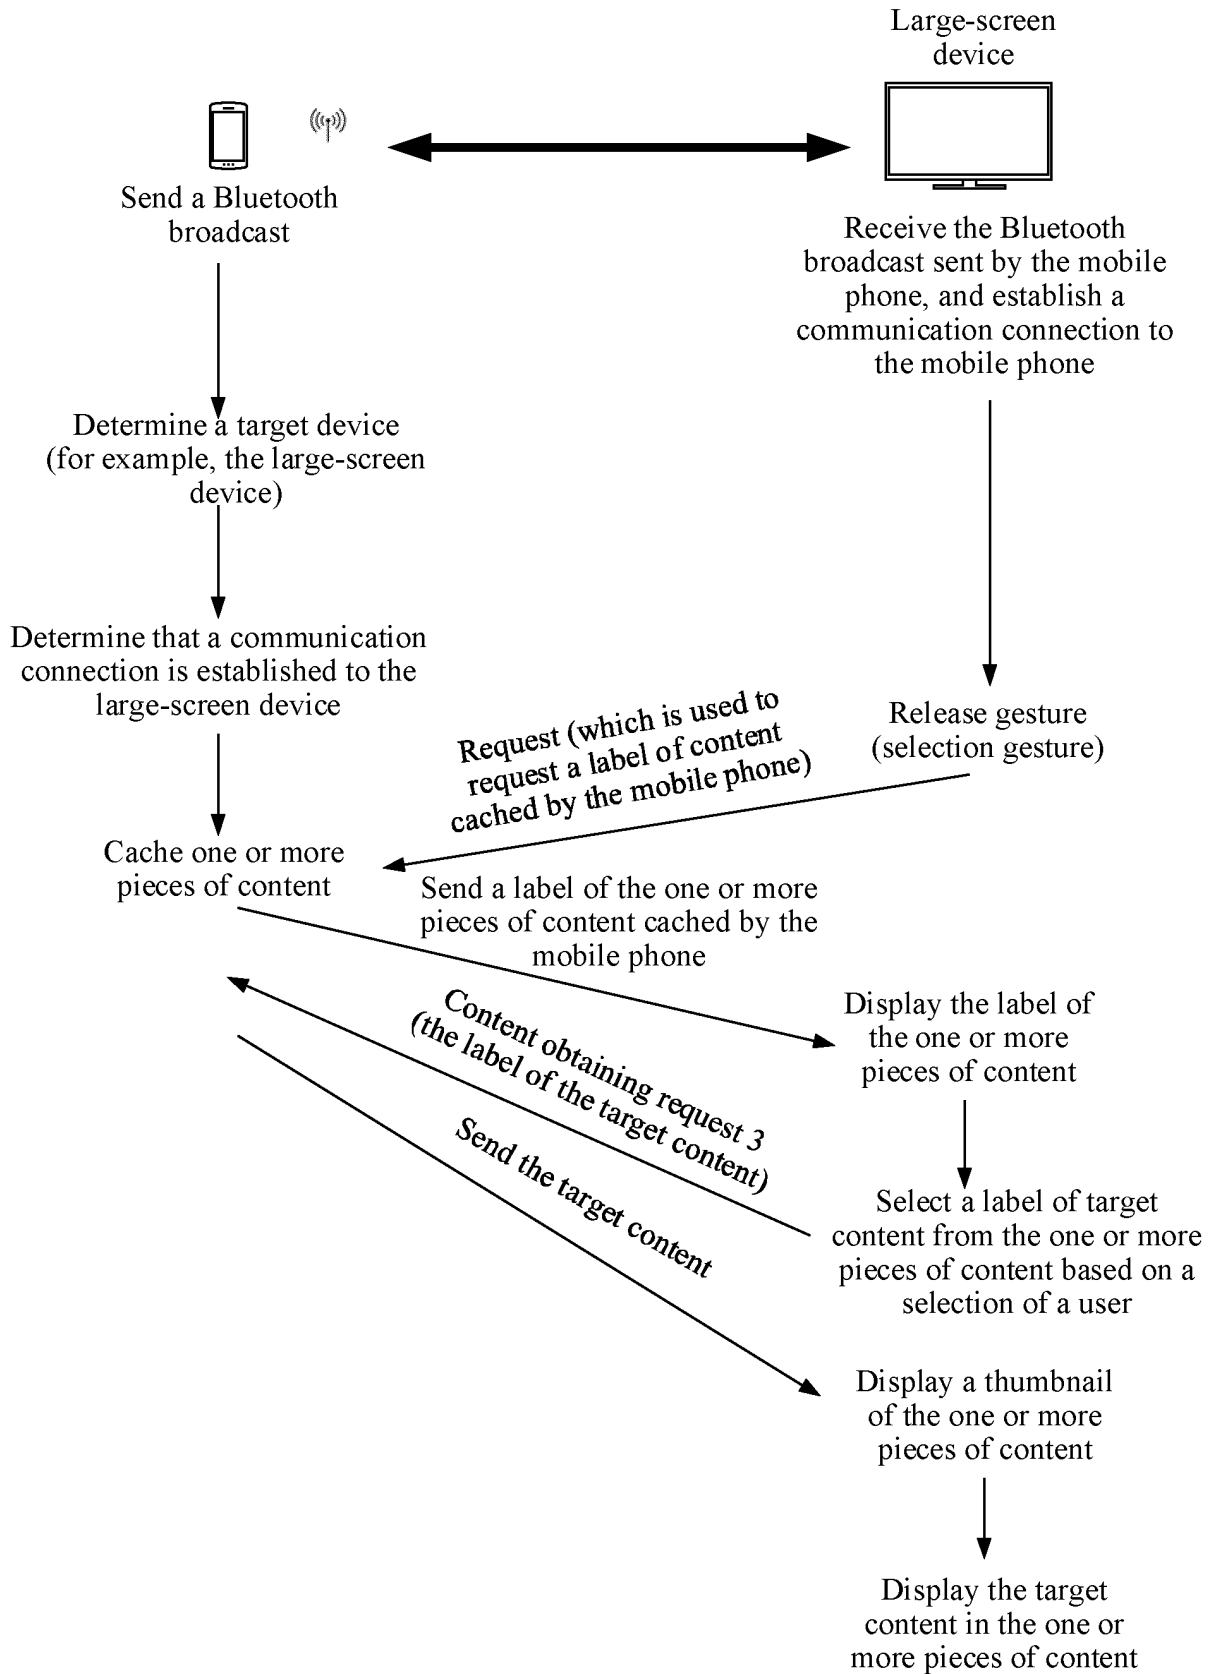 Large-screen
device
Send a Bluetooth
broadcast
Receive the Bluetooth
broadcast sent by the mobile
phone, and establish a
communication connection to
the mobile phone
Determine a target device
(for example, the large-screen
device)
Determine that a communication
connection is established to the
large-screen device
Release gesture
(selection gesture)
Request (which is used to
request a label of content
cached by the mobile phone)
Cache one or more
pieces of content
Send a label of the one or more
pieces of content cached by the
mobile phone
Display the label of
the one or more
pieces of content
Content obtaining request 3
(the label of the target content)
Send the target content
Select a label of target
content from the one or more
pieces of content based on a
selection of a user
Display a thumbnail
of the one or more
pieces of content
Display the target
content in the one or
more pieces of content